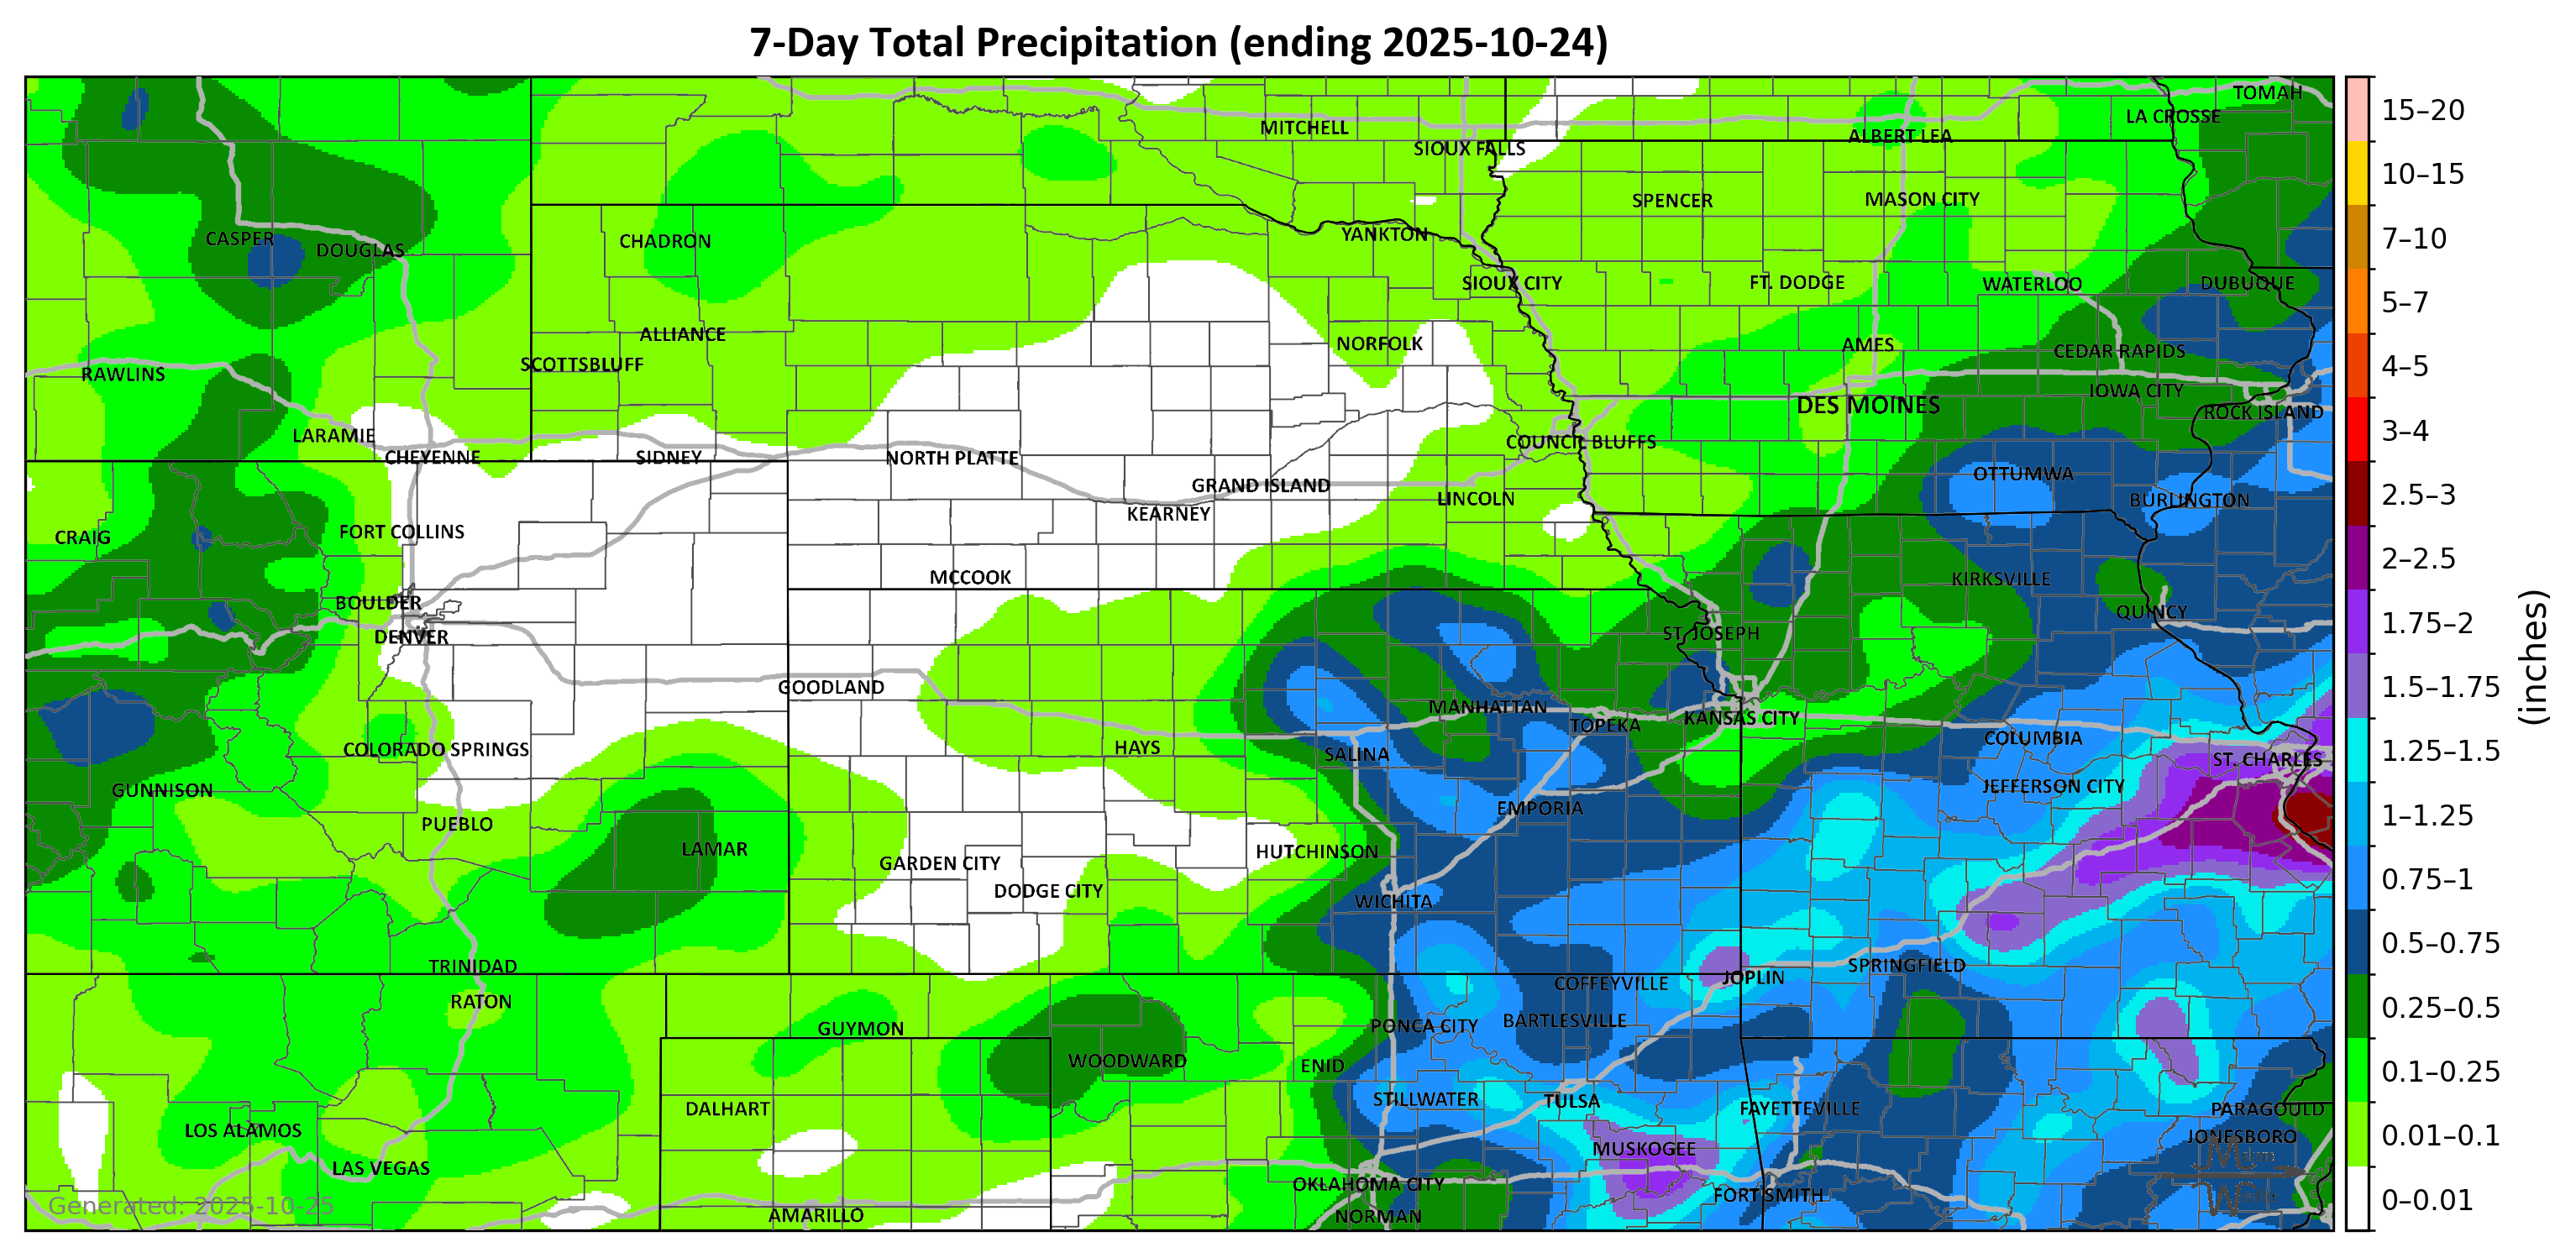 7-Day Total Precipitation (ending 2025-10-24)
TOMAH
LA CROSSE
MITCHELL
ALBERT LEA
SIOUX FALLS
SPENCER
MASON CITY
YANKTON
CASPER
DOUGLAS
CHADRON
SIOUX CITY
FT. DODGE
WATERLOO
DUBUQUE
ALLIANCE
NORFOLK
AMES
CEDAR RAPIDS
SCOTTSBLUFF
RAWLINS
IOWA CITY
DES MOINES
ROCK ISLAND
LARAMIE
COUNCIL BLUFFS
CHEYENNE
SIDNEY
NORTH PLATTE
OTTUMWA
GRAND ISLAND
LINCOLN
BURLINGTON
KEARNEY
FORT COLLINS
CRAIG
MCCOOK
KIRKSVILLE
BOULDER
QUINCY
DENVER
ST. JOSEPH
GOODLAND
MANHATTAN
TOPEKA
KANSAS CITY
COLUMBIA
COLORADO SPRINGS
HAYS
SALINA
ST. CHARLES
GUNNISON
JEFFERSON CITY
EMPORIA
PUEBLO
LAMAR
HUTCHINSON
GARDEN CITY
DODGE CITY
WICHITA
TRINIDAD
SPRINGFIELD
COFFEYVILLE
JOPLIN
RATON
GUYMON
PONCA CITY
BARTLESVILLE
WOODWARD
ENID
DALHART
STILLWATER
TULSA
FAYETTEVILLE
PARAGOULD
LOS ALAMOS
JONESBORO
MUSKOGEE
LAS VEGAS
OKLAHOMA CITY
FORT SMITH
AMARILLO
NORMAN
Generated: 2025-10-25
15–20
10–15
7–10
5–7
4–5
3–4
2.5–3
2–2.5
1.75–2
1.5–1.75
1.25–1.5
1–1.25
0.75–1
0.5–0.75
0.25–0.5
0.1–0.25
0.01–0.1
0–0.01
(inches)